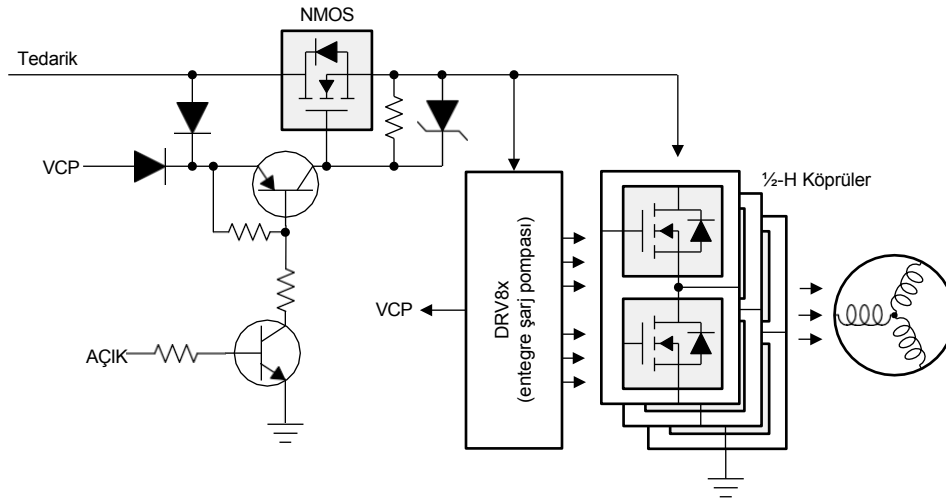 NMOS
Tedarik
VCP
½-H Köprüler
DRV8x
(entegre şarj pompası)
VCP
AÇIK